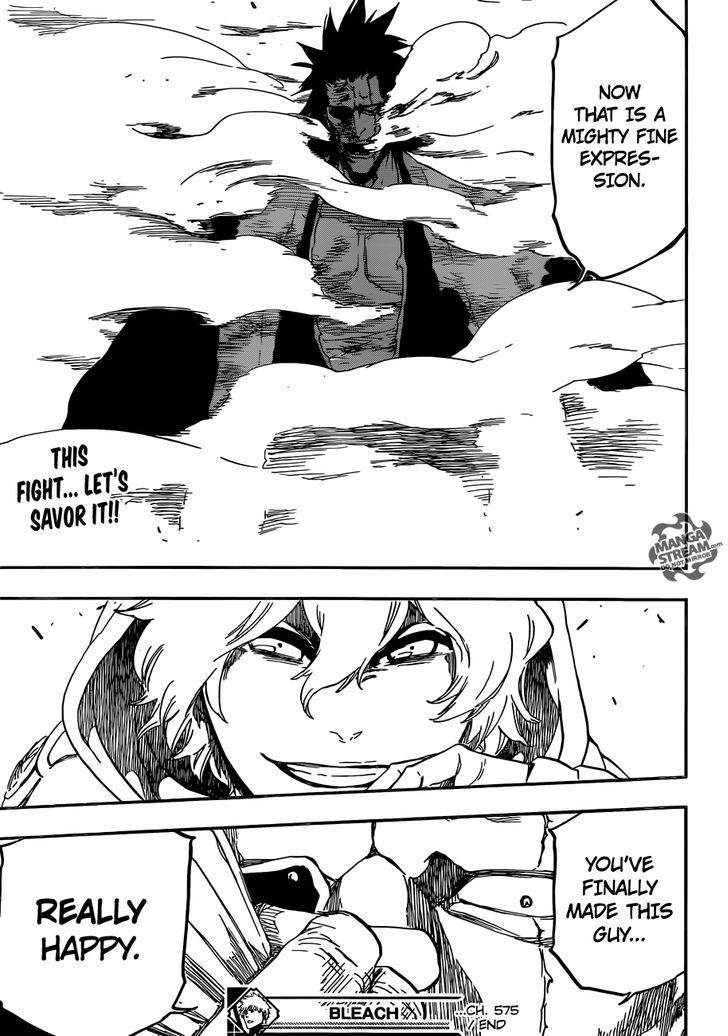 NOW
THAT IS A
MIGHTY FINE
EXPRES-
SION.
THIS
FIGHT... LET'S
SAVOR IT!!
MANGA
STREAM.com
DO NOT MIRROR
YOU'VE
FINALLY
MADE THIS
GUY...
REALLY
HAPPY.
BLEACH
...CH. 575
/ END